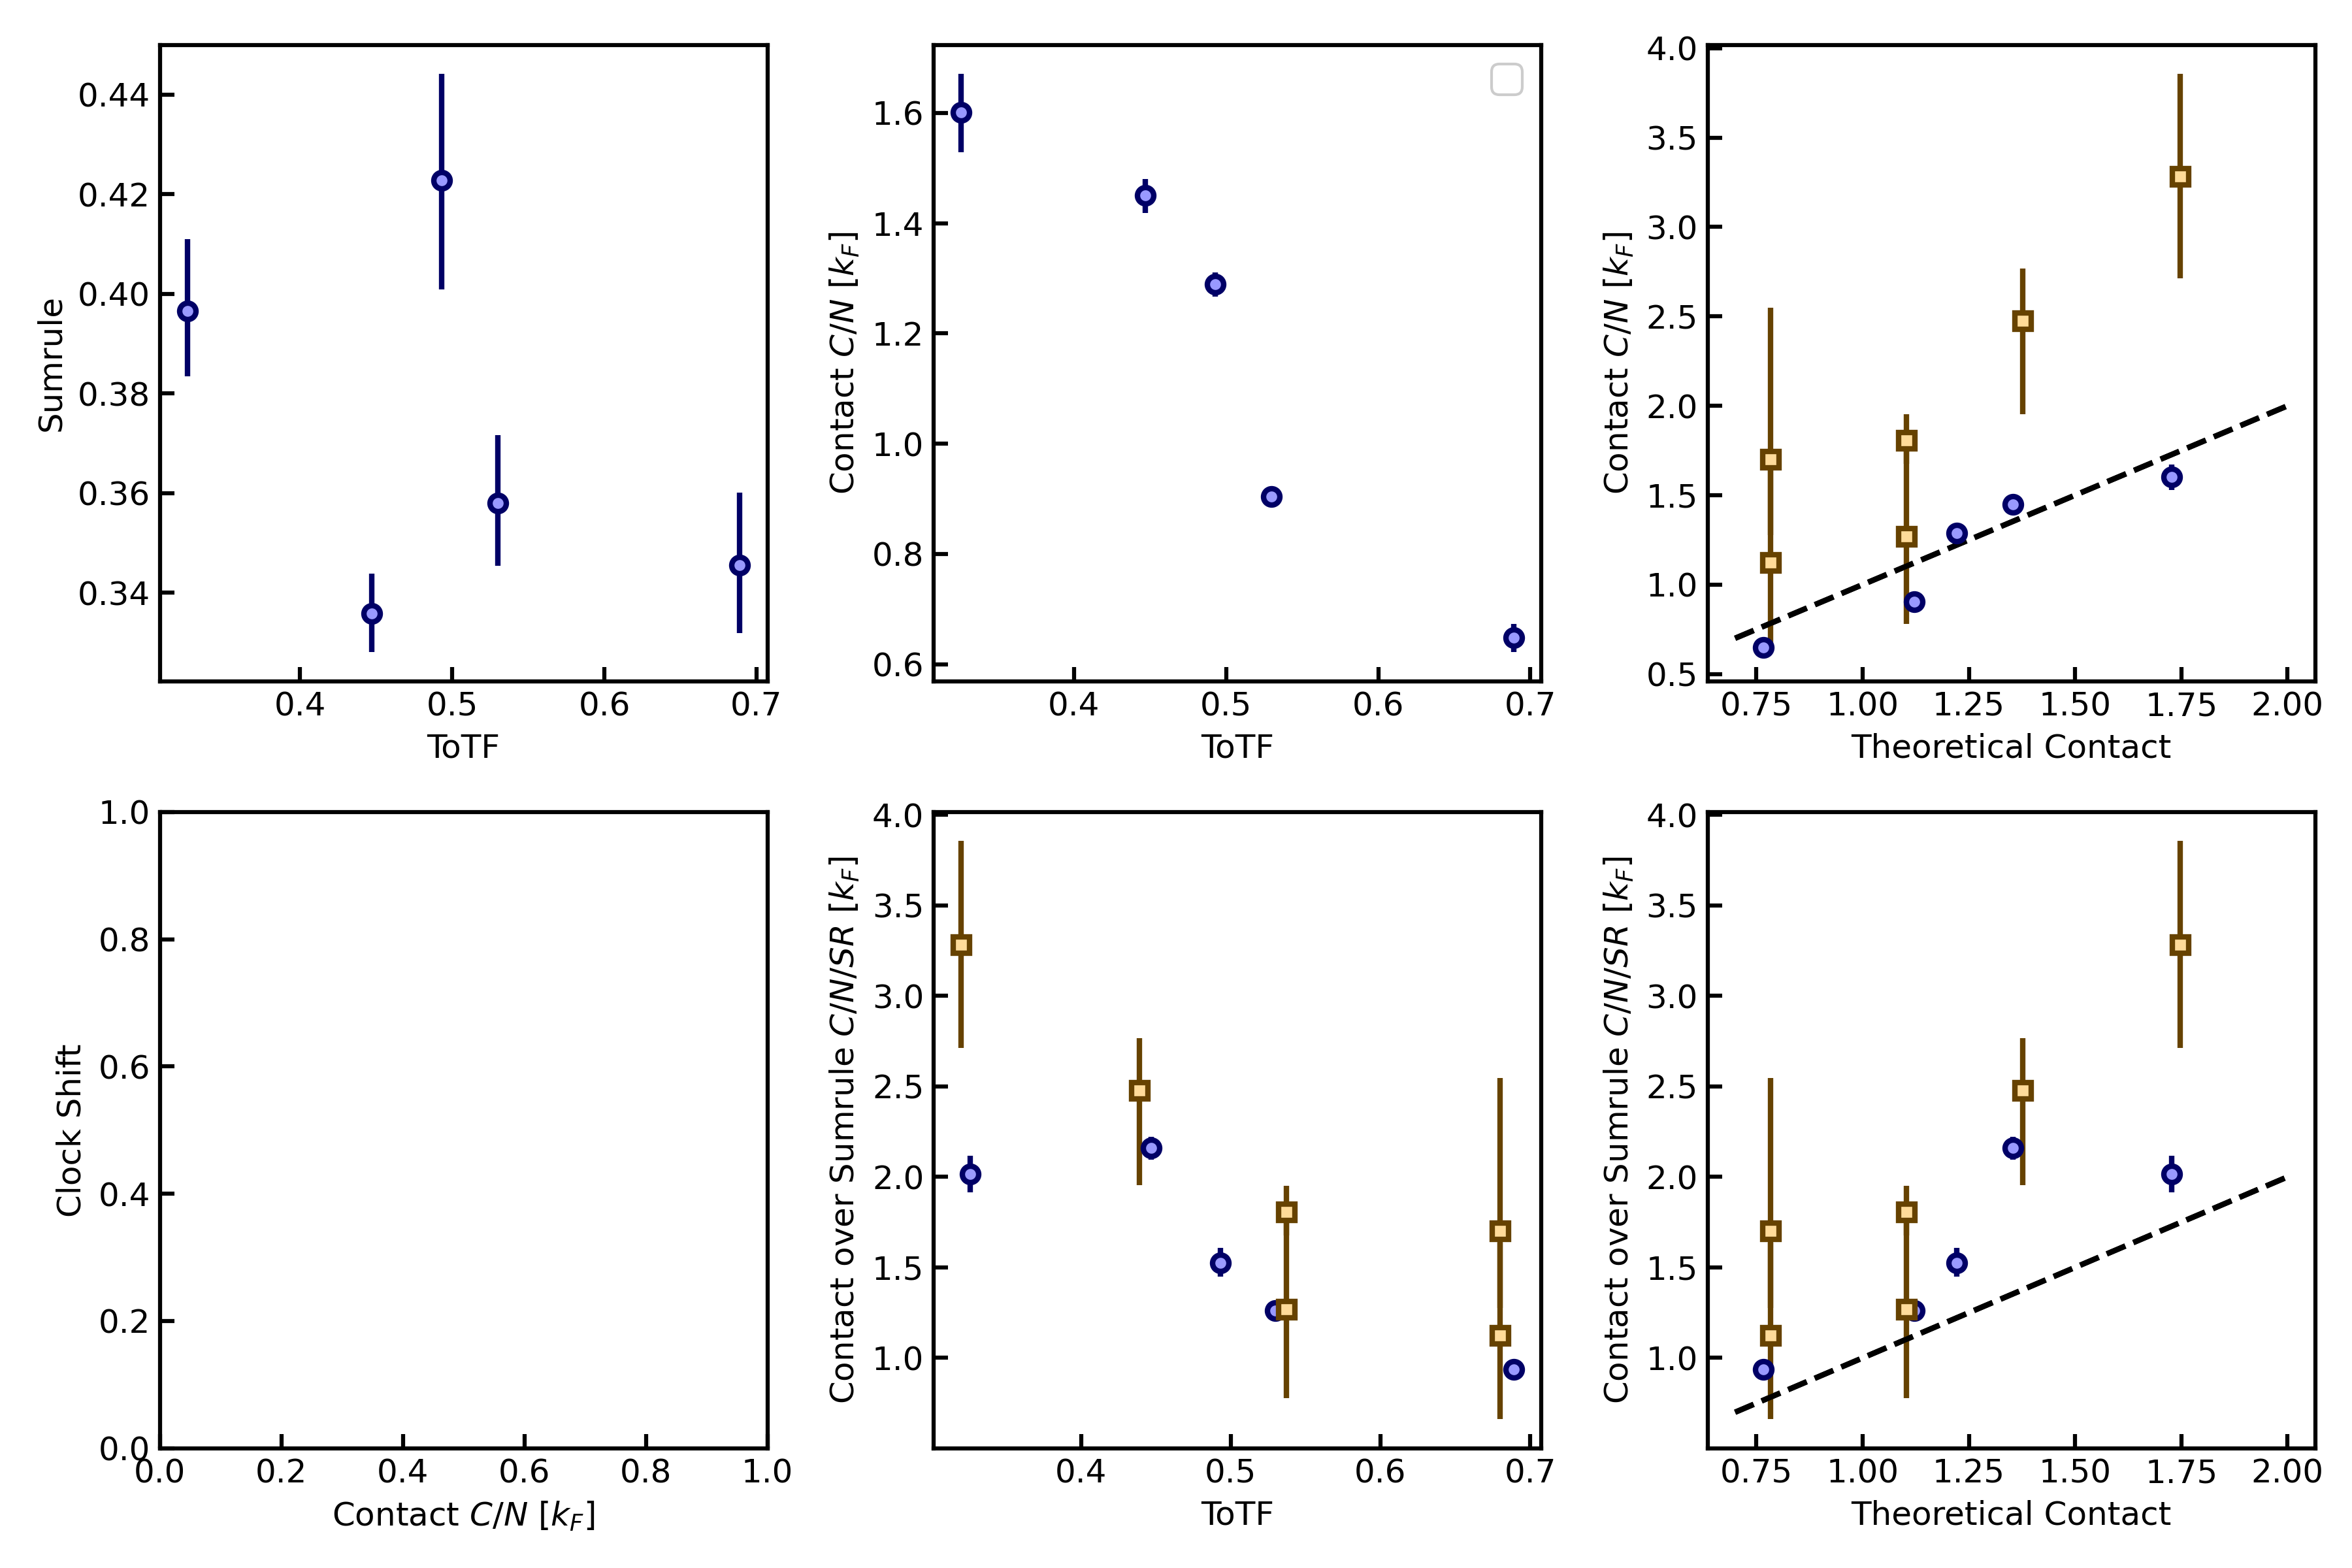 Sumrule
0.44
0.42
0.40
0.38
0.36
0.34
0.4 0.5 0.6 0.7
ToTF
Contact C/N [k_F]
1.6
1.4
1.2
1.0
0.8
0.6
0.4 0.5 0.6 0.7
ToTF
Contact C/N [k_F]
4.0
3.5
3.0
2.5
2.0
1.5
1.0
0.5
0.75 1.00 1.25 1.50 1.75 2.00
Theoretical Contact
Clock Shift
1.0
0.8
0.6
0.4
0.2
0.0
0.0 0.2 0.4 0.6 0.8 1.0
Contact C/N [k_F]
Contact over Sumrule C/N/SR [k_F]
4.0
3.5
3.0
2.5
2.0
1.5
1.0
0.4 0.5 0.6 0.7
ToTF
Contact over Sumrule C/N/SR [k_F]
4.0
3.5
3.0
2.5
2.0
1.5
1.0
0.75 1.00 1.25 1.50 1.75 2.00
Theoretical Contact